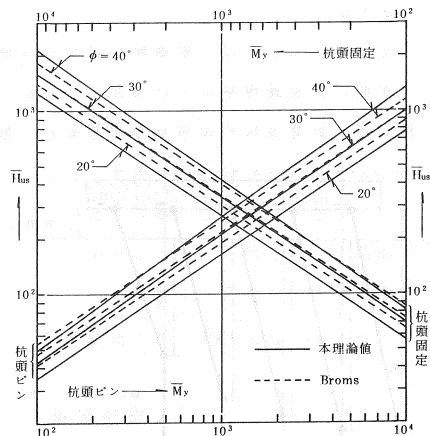 10⁴ 10³ 10²
φ = 40°
30°
20°
M̄y 杭頭固定
40°
30°
20°
10³
10³
H̄us
H̄us
10²
10²
杭頭ピン
杭頭固定
本理論値
Broms
杭頭ピン M̄y
10² 10³ 10⁴